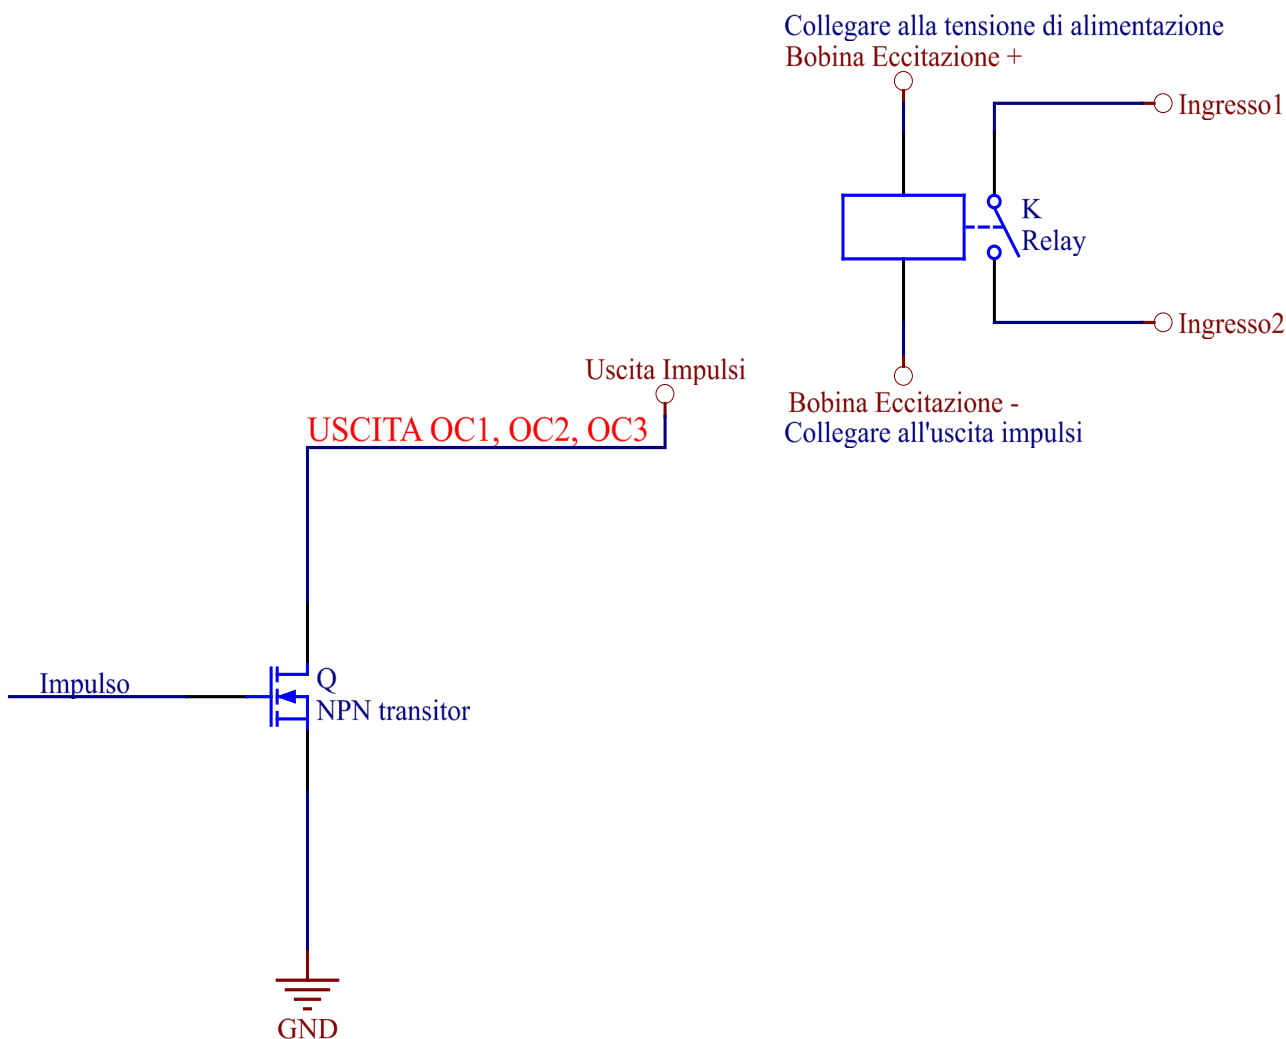 Collegare alla tensione di alimentazione
Bobina Eccitazione +
Ingresso1
K
Relay
Ingresso2
Uscita Impulsi
Bobina Eccitazione -
USCITA OC1, OC2, OC3
Collegare all'uscita impulsi
Impulso
Q
NPN transitor
GND